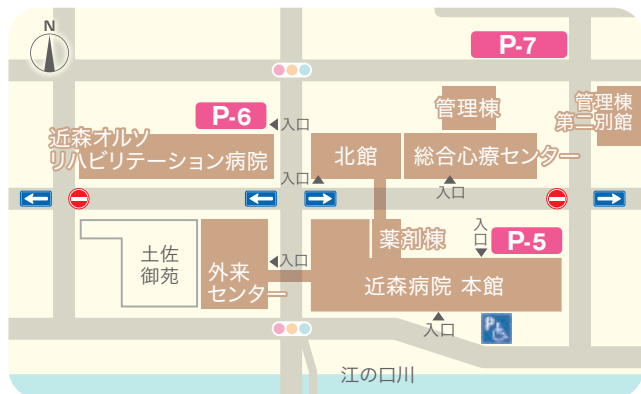 N
P-7
P-6
入口
管理棟
管理棟
第二別館
近森オルソ
リハビリテーション病院
北館
総合心療センター
入口
入口
薬剤棟
入口
P-5
土佐
御苑
外来
センター
入口
近森病院 本館
入口
P
江の口川